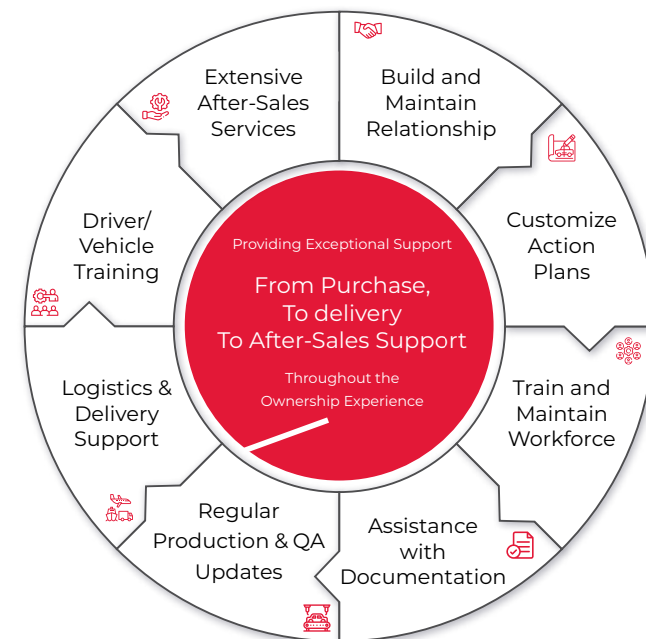 Build and
Maintain
Relationship
Customize
Action
Plans
Train and
Maintain
Workforce
Assistance
with
Documentation
Regular
Production & QA
Updates
Logistics &
Delivery
Support
Driver/
Vehicle
Training
Extensive
After-Sales
Services
Providing Exceptional Support
From Purchase,
To delivery
To After-Sales Support
Throughout the
Ownership Experience